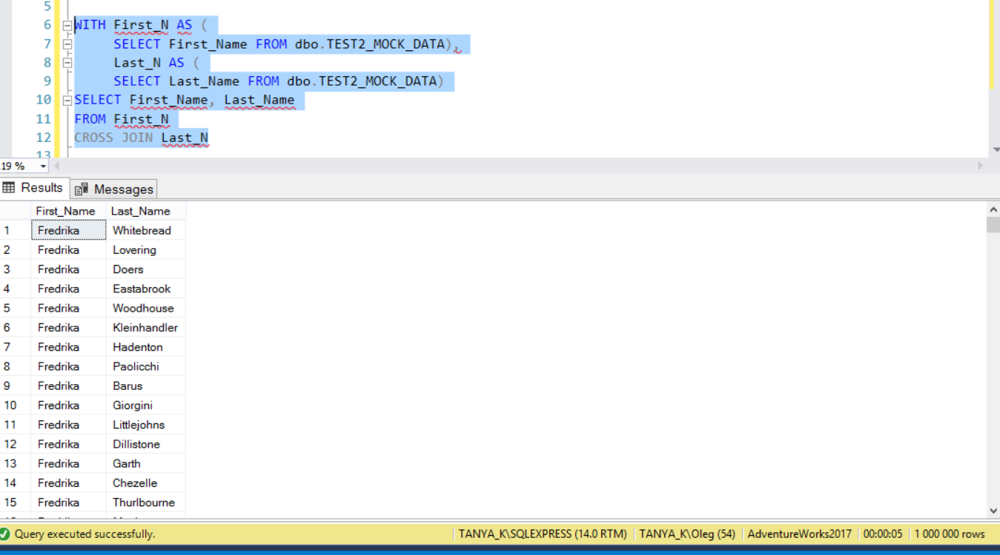 5
6 WITH First_N AS (
7 SELECT First_Name FROM dbo.TEST2_MOCK_DATA),
8 Last_N AS (
9 SELECT Last_Name FROM dbo.TEST2_MOCK_DATA)
10 SELECT First_Name, Last_Name
11 FROM First_N
12 CROSS JOIN Last_N
13
19 %
Results Messages
First_Name Last_Name
1 Fredrika Whitebread
2 Fredrika Lovering
3 Fredrika Doers
4 Fredrika Eastabrook
5 Fredrika Woodhouse
6 Fredrika Kleinhandler
7 Fredrika Hadenton
8 Fredrika Paolicchi
9 Fredrika Barus
10 Fredrika Giorgini
11 Fredrika Littlejohns
12 Fredrika Dillistone
13 Fredrika Garth
14 Fredrika Chezelle
15 Fredrika Thurlbourne
Query executed successfully. TANYA_K\SQLEXPRESS (14.0 RTM) TANYA_K\Oleg (54) AdventureWorks2017 00:00:05 1 000 000 rows